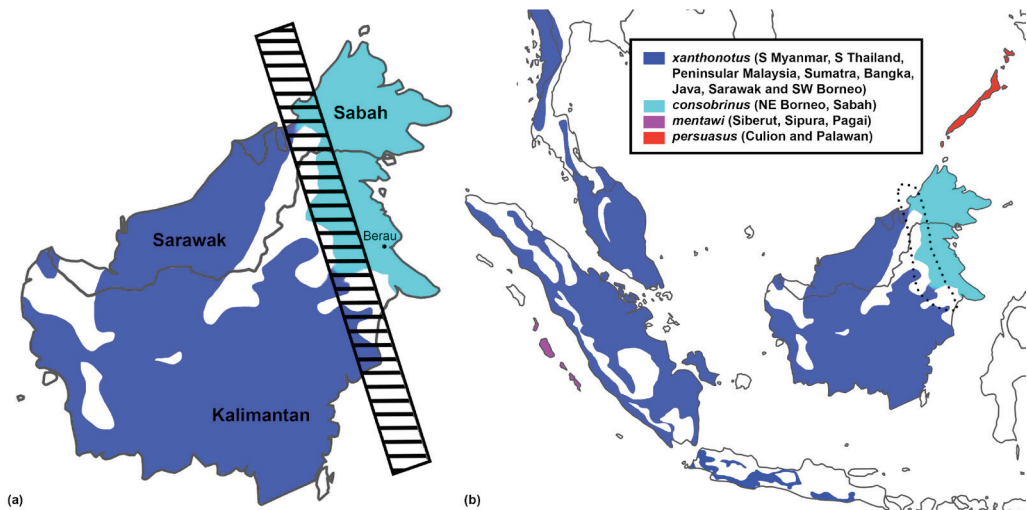 Sabah
Berau
Sarawak
Kalimantan
(a)
xanthonotus (S Myanmar, S Thailand,
Peninsular Malaysia, Sumatra, Bangka,
Java, Sarawak and SW Borneo)
consobrinus (NE Borneo, Sabah)
mentawi (Siberut, Sipura, Pagai)
persuasus (Culion and Palawan)
(b)